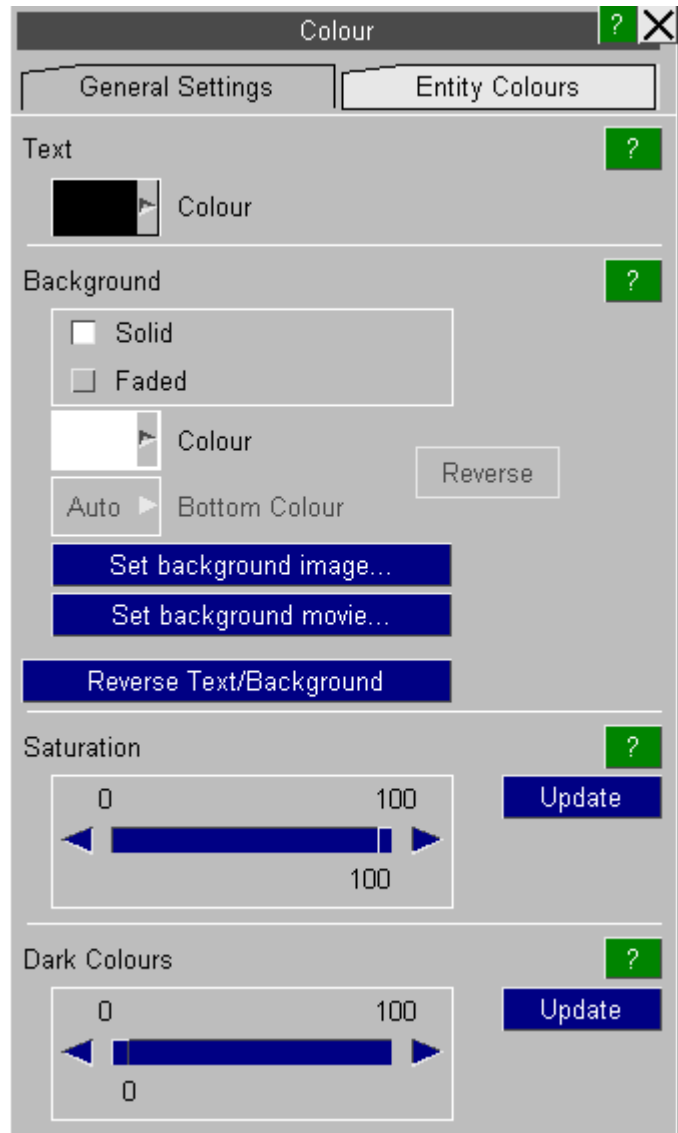 Colour ?
General Settings Entity Colours
Text ?
Colour
Background ?
Solid
Faded
Colour
Reverse
Auto Bottom Colour
Set background image...
Set background movie...
Reverse Text/Background
Saturation ?
0 100 Update
100
Dark Colours ?
0 100 Update
0